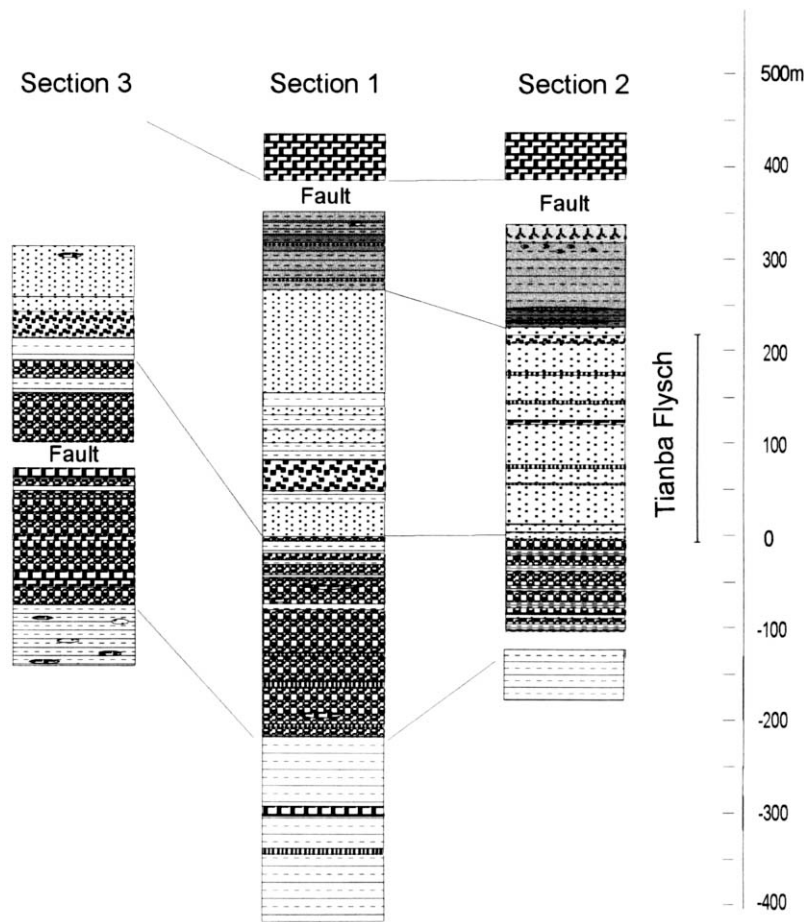 Section 3
Section 1
Section 2
Fault
Fault
Fault
Tianba Flysch
500m
400
300
200
100
0
-100
-200
-300
-400